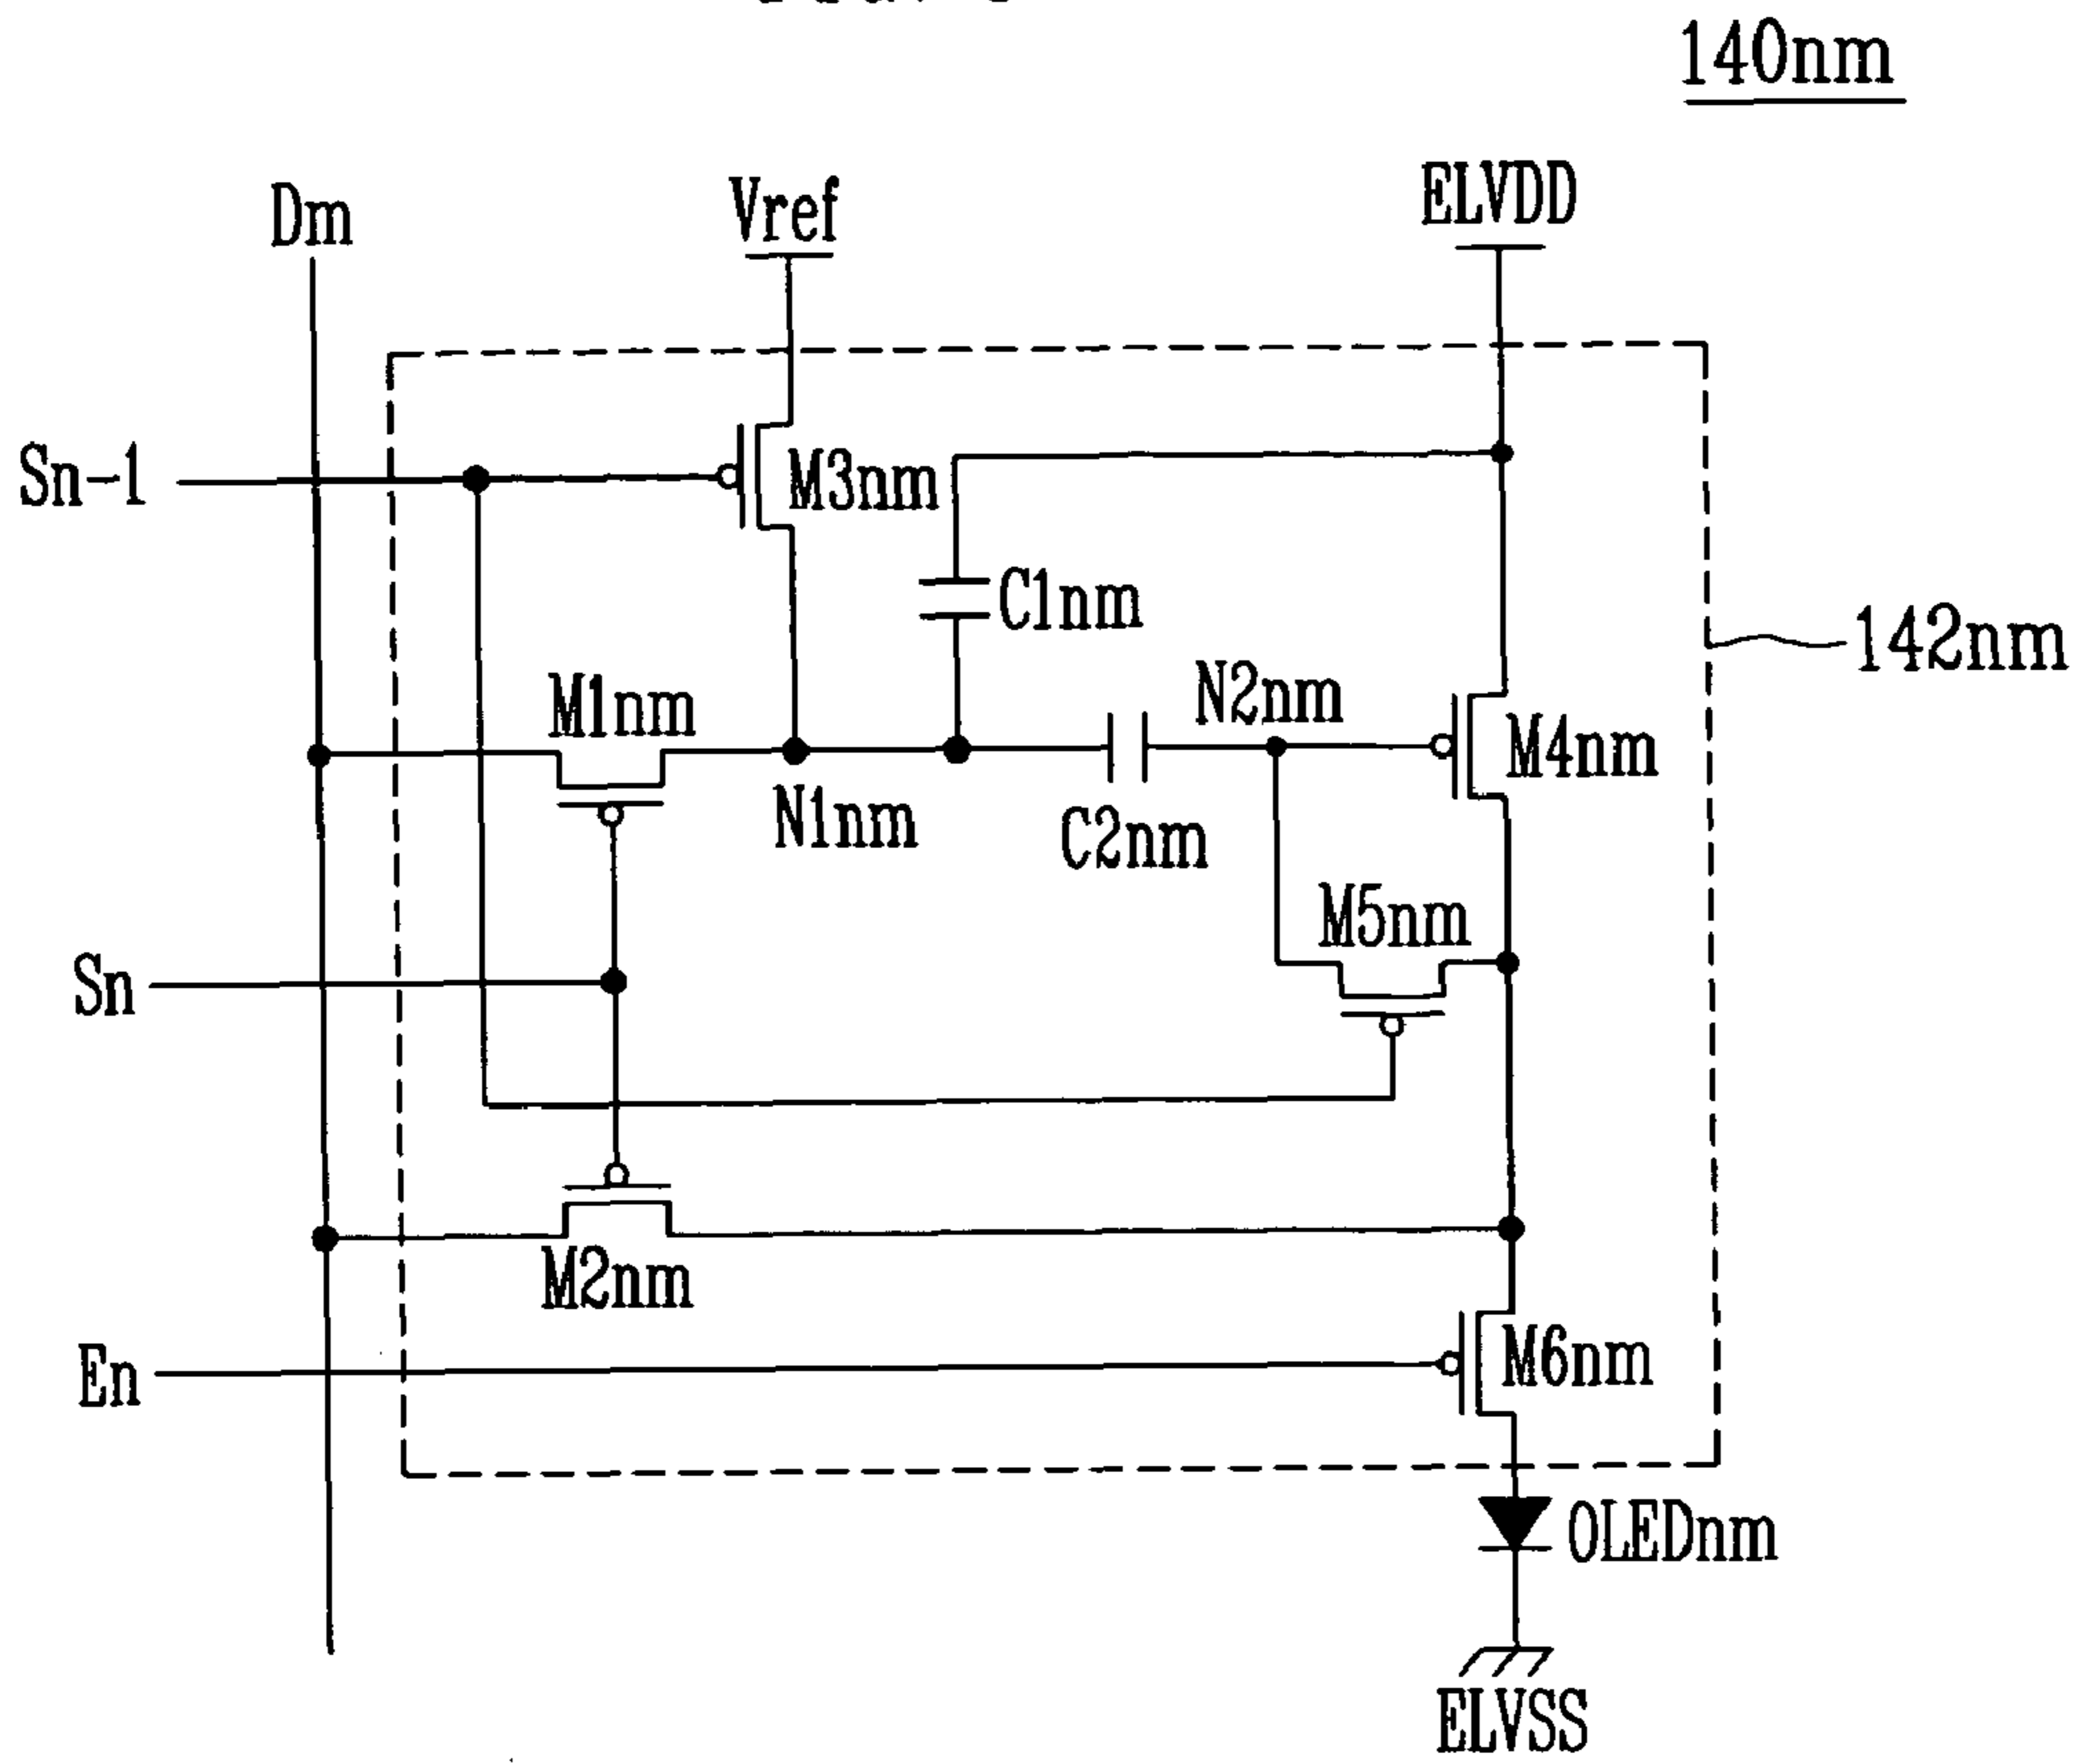 140nm
Dm
Vref
ELVDD
Sn-1
M3nm
C1nm
142nm
M1nm
N2nm
M4nm
N1nm
C2nm
M5nm
Sn
M2nm
En
M6nm
OLEDnm
ELVSS